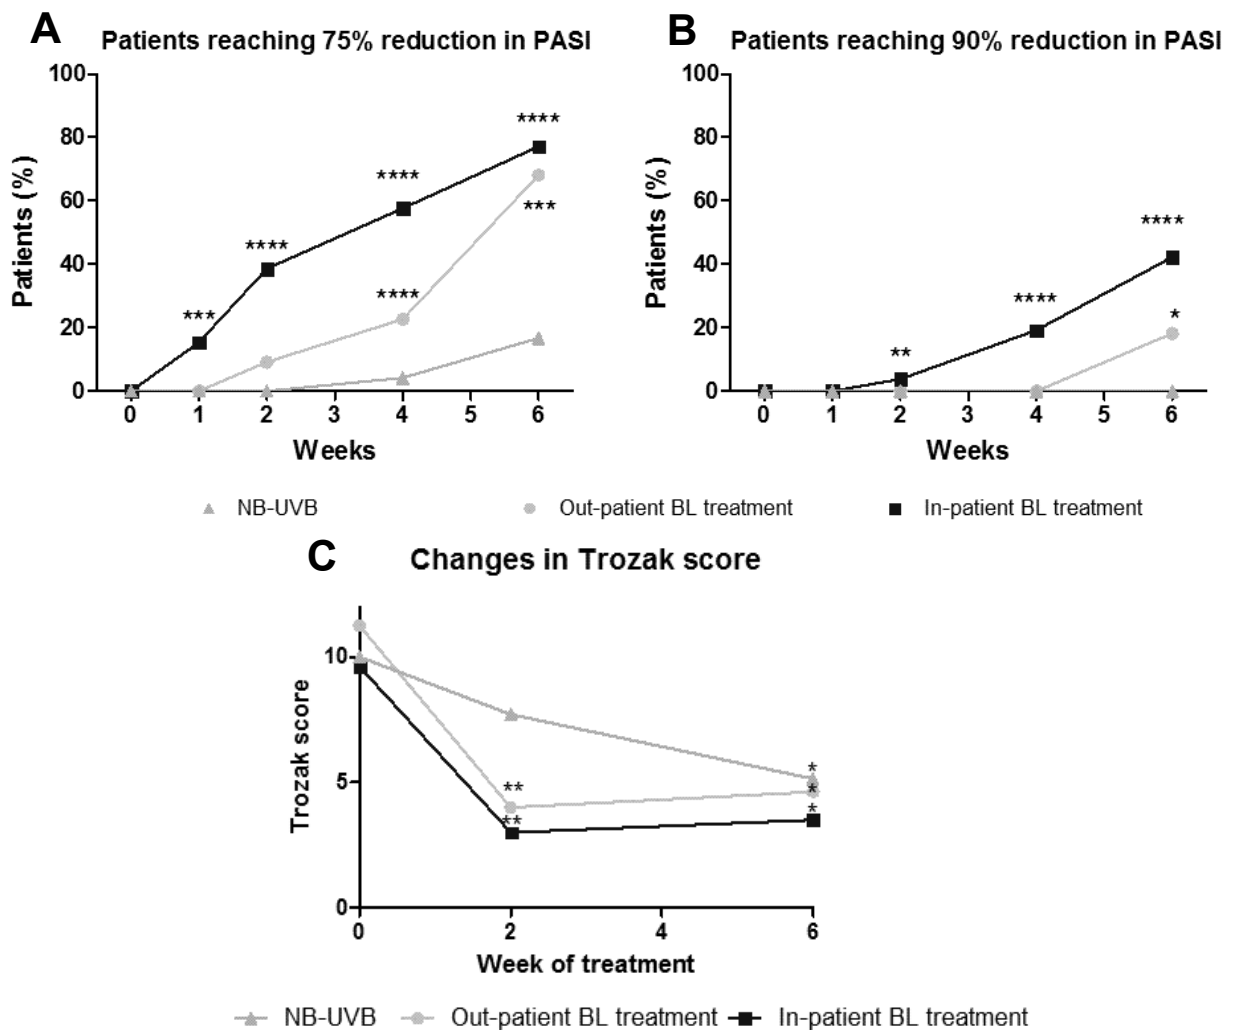 A Patients reaching 75% reduction in PASI
100
80
60
40
20
0
Patients (%)
***
****
****
****
****
***
0 1 2 3 4 5 6
Weeks
B Patients reaching 90% reduction in PASI
100
80
60
40
20
0
Patients (%)
**
****
****
*
0 1 2 3 4 5 6
Weeks
NB-UVB Out-patient BL treatment In-patient BL treatment
C Changes in Trozak score
10
5
0
Trozak score
**
**
*
*
*
0 2 4 6
Week of treatment
NB-UVB Out-patient BL treatment In-patient BL treatment